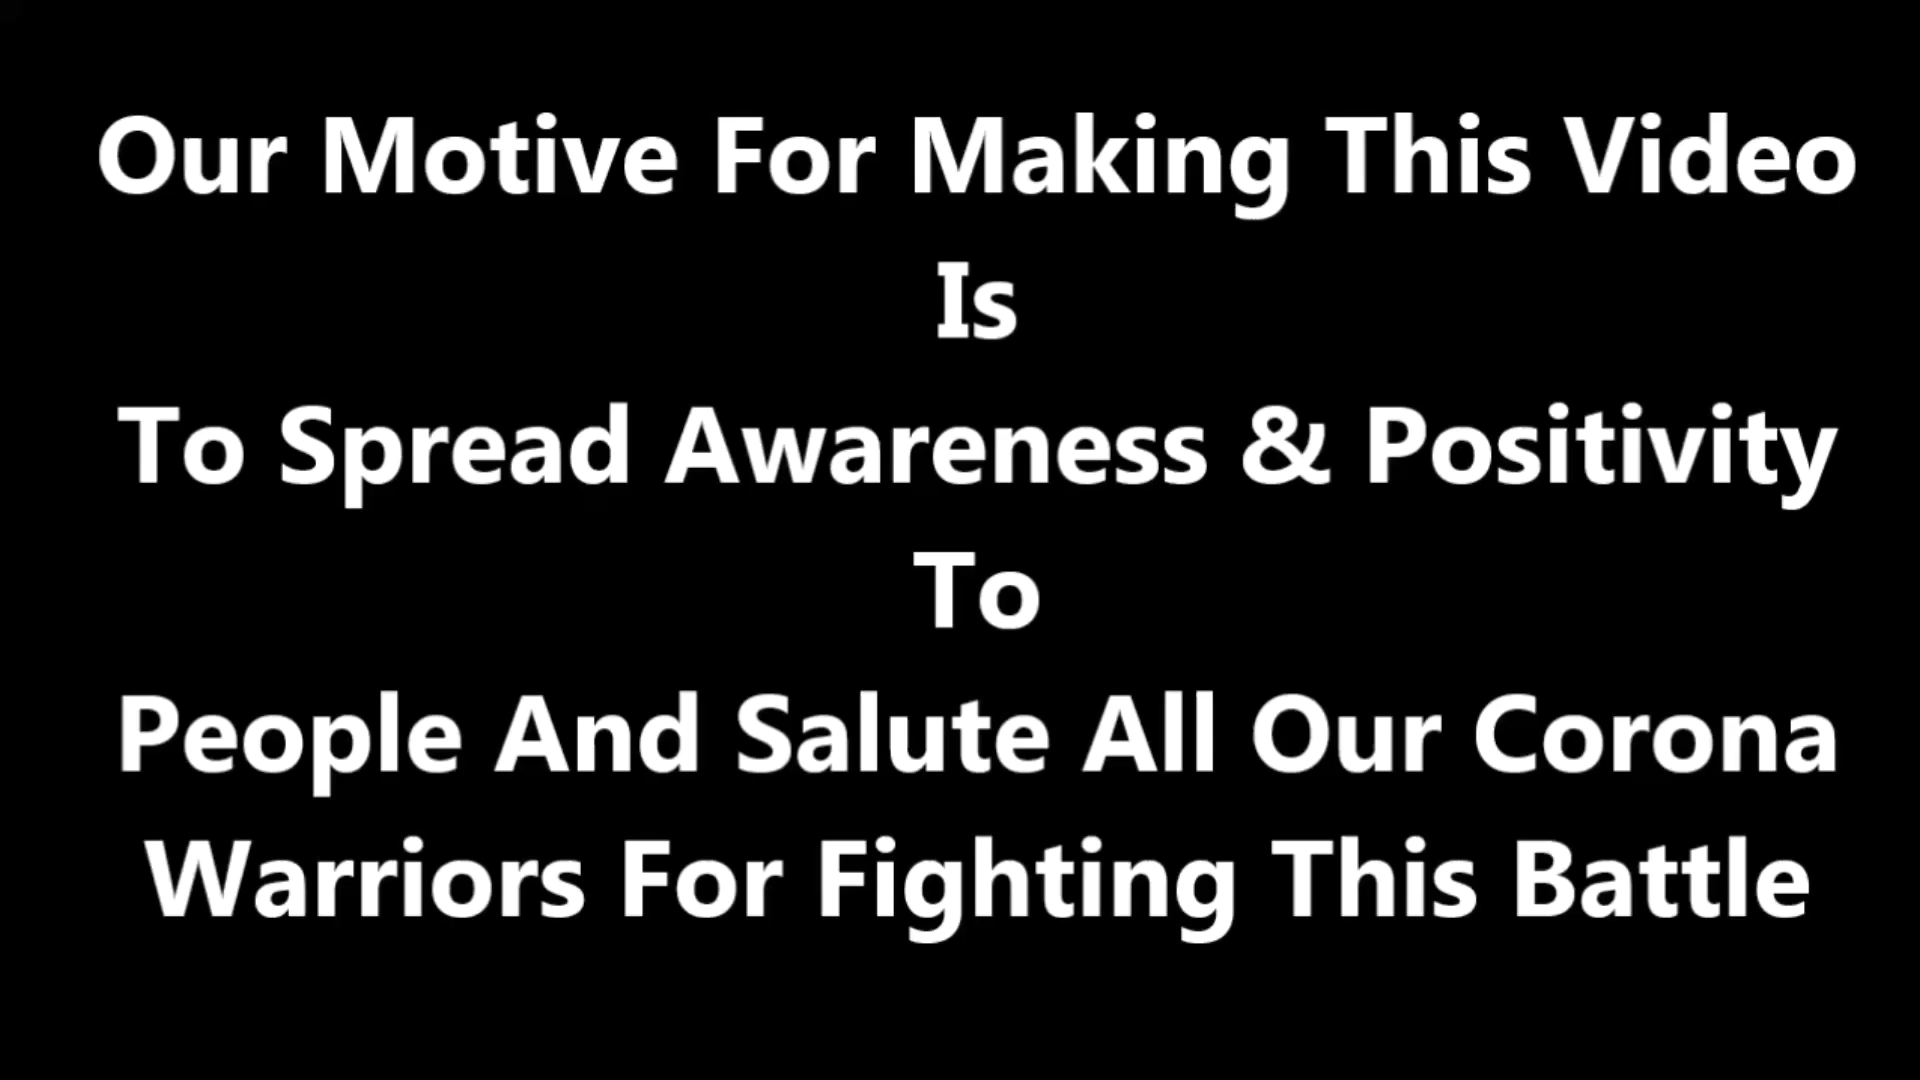 Our Motive For Making This Video
Is
To Spread Awareness & Positivity
To
People And Salute All Our Corona
Warriors For Fighting This Battle